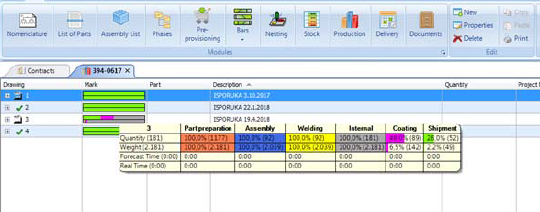 Nomenclature
List of Parts
Assembly List
Phases
Pre-
provisioning
Bars
Nesting
Stock
Production
Delivery
Documents
New
Properties
Delete
Copy
Paste
Print
Modules
Edit
Contacts
394-0617
Drawing Mark Part Description Quantity Project
1 ISPORUKA 3.10.2017
2 ISPORUKA 22.1.2018
3 ISPORUKA 19.4.2018
4
3 Partpreparation Assembly Welding Internal Coating Shipment
Quantity (181) 100,0% (1177) 100,0% (92) 100,0% (92) 100,0% (181) (89) (52)
Weight (2.181) 100,0% (2.181) 100,0% (2.039) 100,0% (2.039) 100,0% (2.181) 6,5% (142) 2,2% (49)
Forecast Time (0:00) 0:00 0:00 0:00 0:00 0:00 0:00
Real Time (0:00) 0:00 0:00 0:00 0:00 0:00 0:00